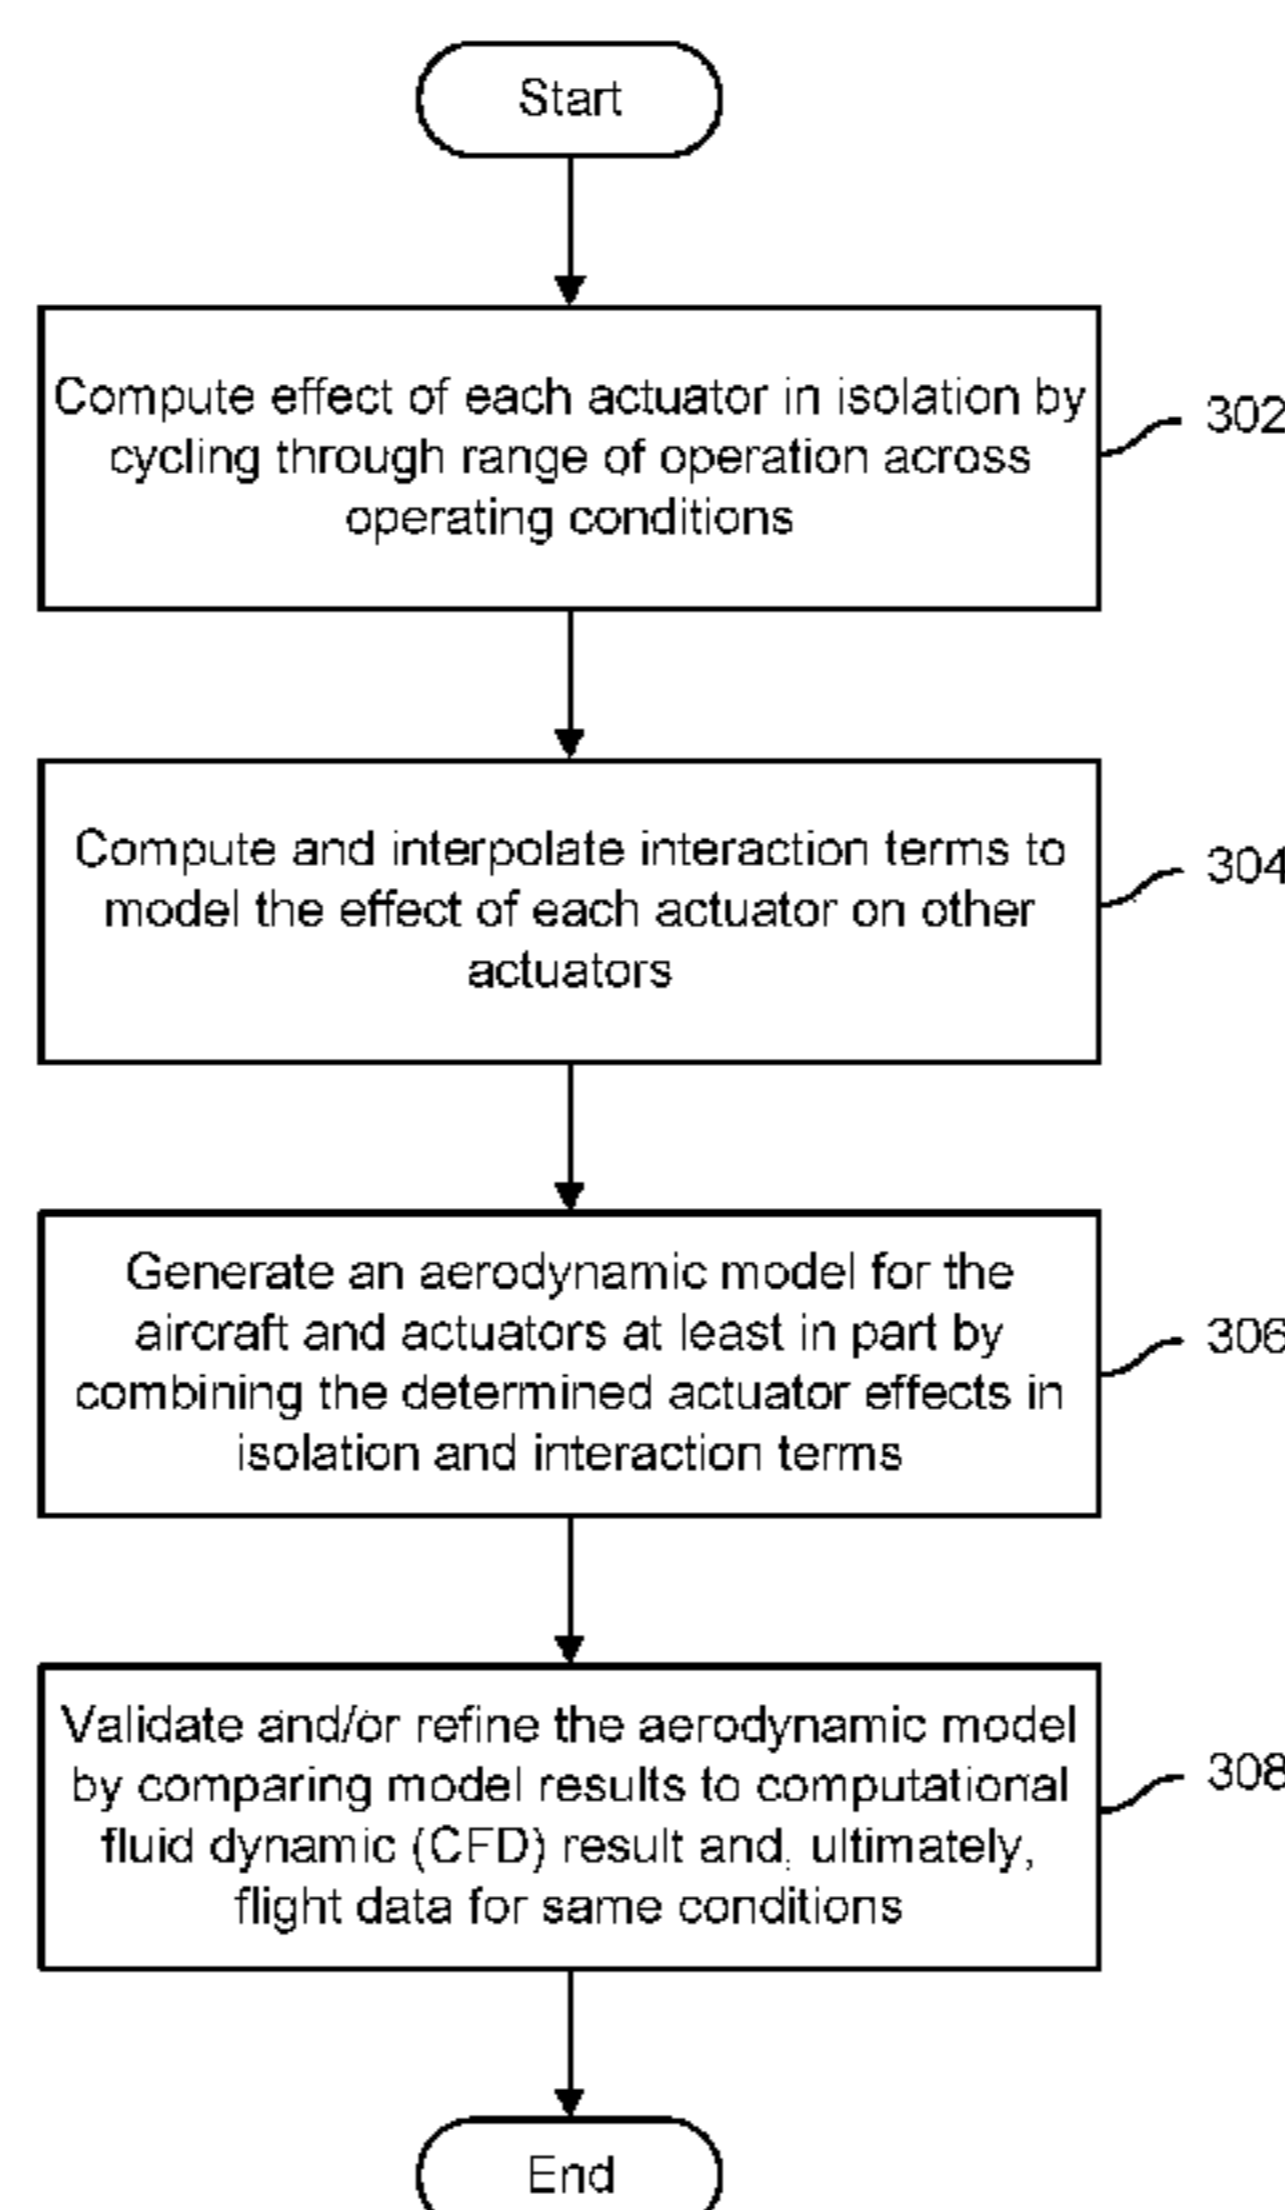 Start
Compute effect of each actuator in isolation by
cycling through range of operation across
operating conditions
302
Compute and interpolate interaction terms to
model the effect of each actuator on other
actuators
304
Generate an aerodynamic model for the
aircraft and actuators at least in part by
combining the determined actuator effects in
isolation and interaction terms
306
Validate and/or refine the aerodynamic model
by comparing model results to computational
fluid dynamic (CFD) result and, ultimately,
flight data for same conditions
308
End